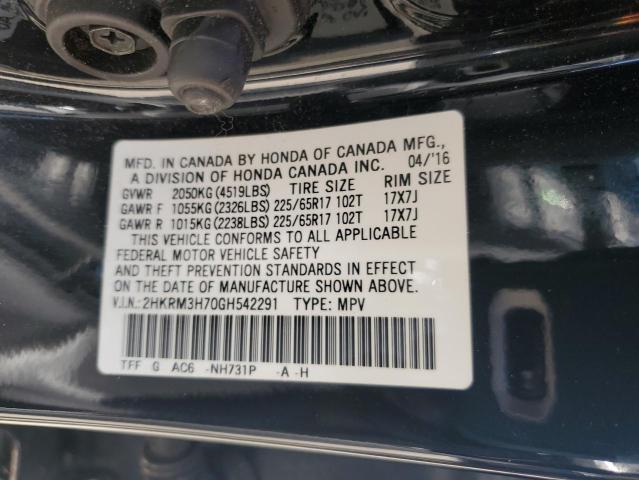 MFD. IN CANADA BY HONDA OF CANADA MFG.,
A DIVISION OF HONDA CANADA INC. 04/'16
GVWR 2050KG (4519LBS) TIRE SIZE RIM SIZE
GAWR F 1055KG (2326LBS) 225/65R17 102T 17X7J
GAWR R 1015KG (2238LBS) 225/65R17 102T 17X7J
THIS VEHICLE CONFORMS TO ALL APPLICABLE
FEDERAL MOTOR VEHICLE SAFETY
AND THEFT PREVENTION STANDARDS IN EFFECT
ON THE DATE OF MANUFACTURE SHOWN ABOVE.
V.I.N.: 2HKRM3H70GH542291 TYPE: MPV
TFF G AC6 -NH731P -A -H